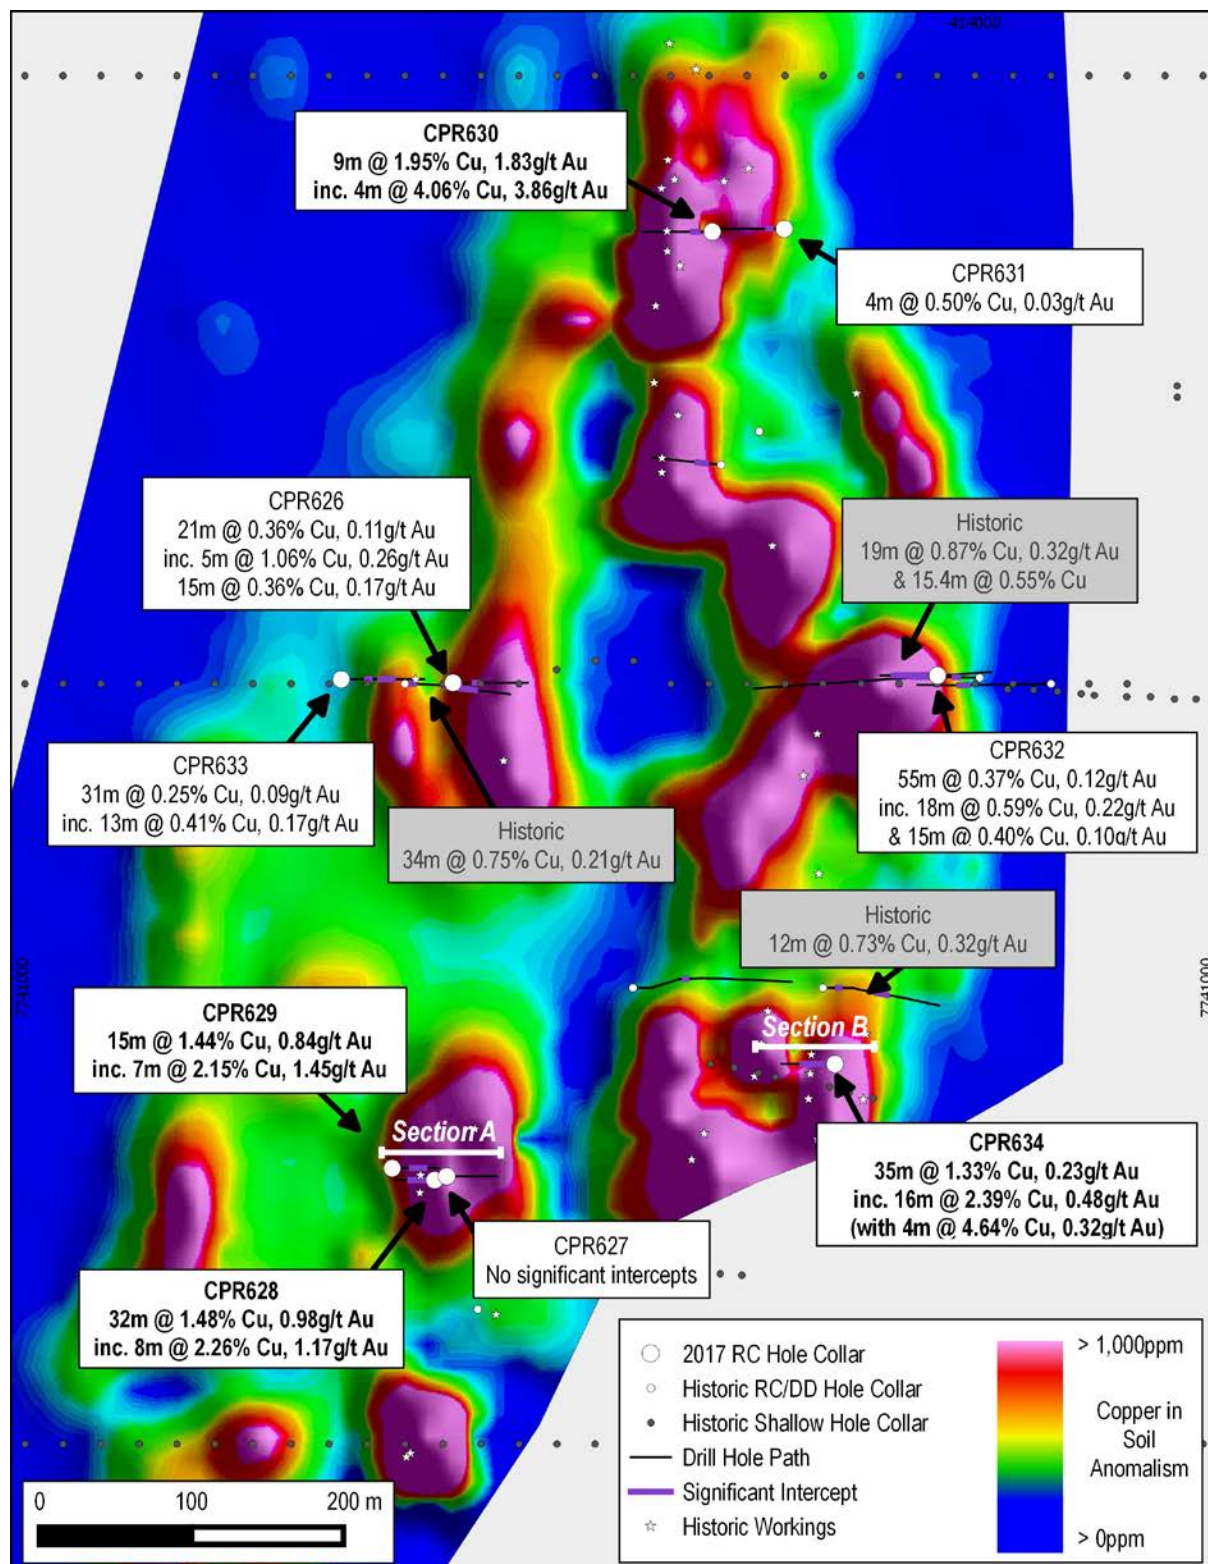 414000
CPR630
9m @ 1.95% Cu, 1.83g/t Au
inc. 4m @ 4.06% Cu, 3.86g/t Au
CPR631
4m @ 0.50% Cu, 0.03g/t Au
CPR626
21m @ 0.36% Cu, 0.11g/t Au
inc. 5m @ 1.06% Cu, 0.26g/t Au
15m @ 0.36% Cu, 0.17g/t Au
Historic
19m @ 0.87% Cu, 0.32g/t Au
& 15.4m @ 0.55% Cu
CPR633
31m @ 0.25% Cu, 0.09g/t Au
inc. 13m @ 0.41% Cu, 0.17g/t Au
Historic
34m @ 0.75% Cu, 0.21g/t Au
CPR632
55m @ 0.37% Cu, 0.12g/t Au
inc. 18m @ 0.59% Cu, 0.22g/t Au
& 15m @ 0.40% Cu, 0.10g/t Au
Historic
12m @ 0.73% Cu, 0.32g/t Au
7741000
7741000
CPR629
15m @ 1.44% Cu, 0.84g/t Au
inc. 7m @ 2.15% Cu, 1.45g/t Au
Section B
Section A
CPR634
35m @ 1.33% Cu, 0.23g/t Au
inc. 16m @ 2.39% Cu, 0.48g/t Au
(with 4m @ 4.64% Cu, 0.32g/t Au)
CPR627
No significant intercepts
CPR628
32m @ 1.48% Cu, 0.98g/t Au
inc. 8m @ 2.26% Cu, 1.17g/t Au
2017 RC Hole Collar
Historic RC/DD Hole Collar
Historic Shallow Hole Collar
Drill Hole Path
Significant Intercept
Historic Workings
> 1,000ppm
Copper in
Soil
Anomalism
> 0ppm
0 100 200 m